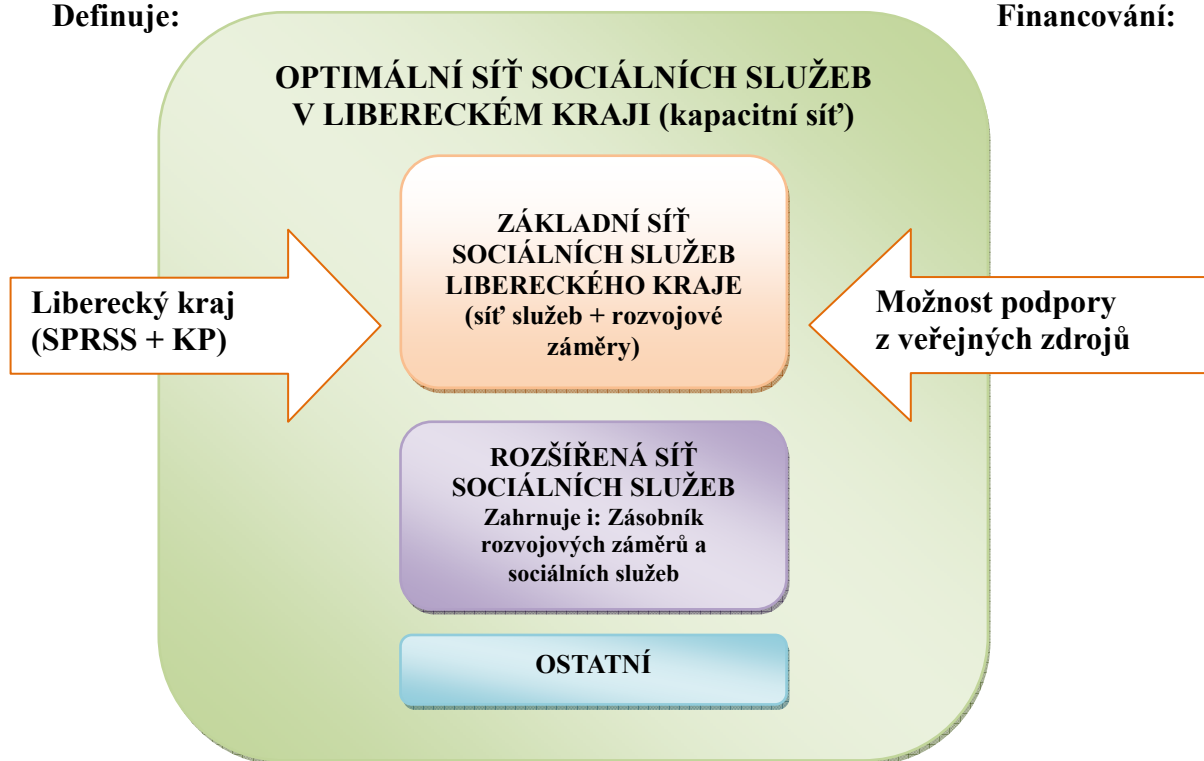 Definuje:
Financování:
OPTIMÁLNÍ SÍŤ SOCIÁLNÍCH SLUŽEB
V LIBERECKÉM KRAJI (kapacitní síť)
ZÁKLADNÍ SÍŤ
SOCIÁLNÍCH SLUŽEB
LIBERECKÉHO KRAJE
(síť služeb + rozvojové
záměry)
Liberecký kraj
(SPRSS + KP)
Možnost podpory
z veřejných zdrojů
ROZŠÍŘENÁ SÍŤ
SOCIÁLNÍCH SLUŽEB
Zahrnuje i: Zásobník
rozvojových záměrů a
sociálních služeb
OSTATNÍ